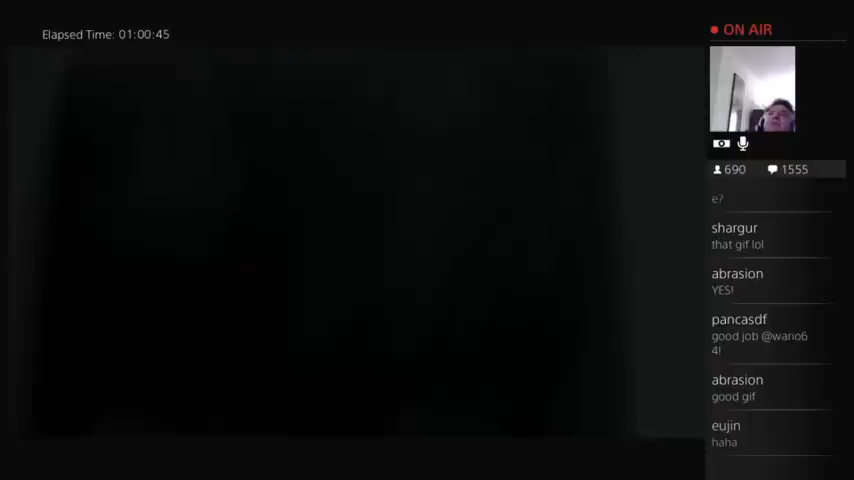 Elapsed Time: 01:00:45
ON AIR
690 1555
e?
shargur
that gif lol
abrasion
YES!
pancasdf
good job @wario6
4!
abrasion
good gif
eujin
haha